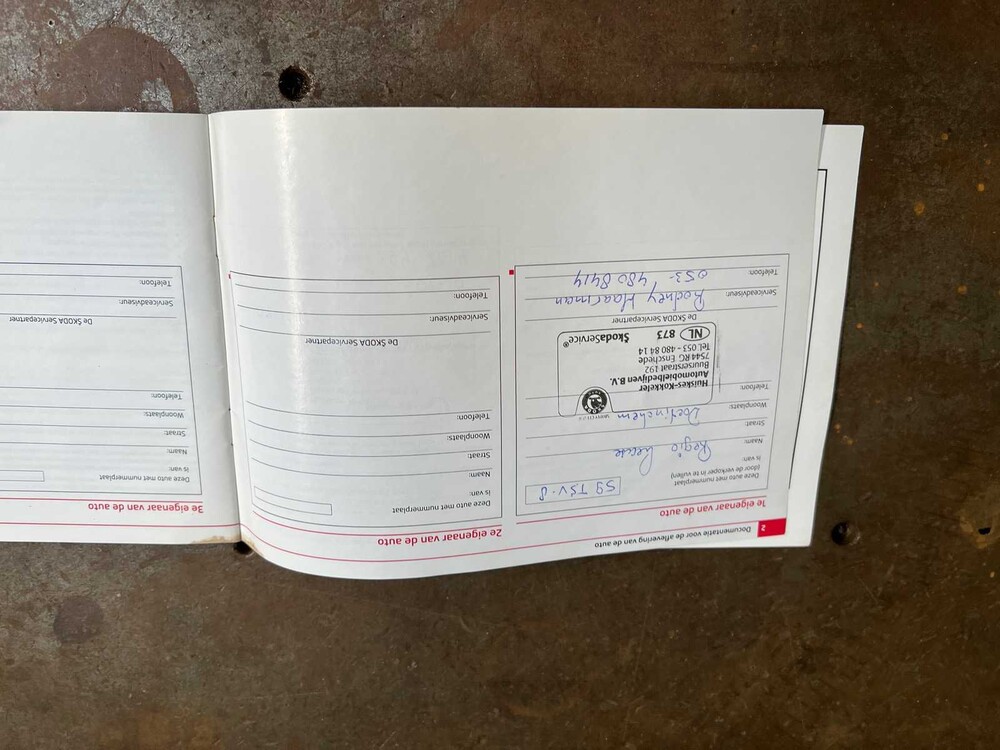 2 Documentatie voor de aflevering van de auto
1e eigenaar van de auto
Deze auto met nummerplaat
(door de verkoper in te vullen)
59 TSV-8
is van:
Naam: Regio Lease
Straat:
Woonplaats: Doetinchem
Telefoon:
Huiskes-Kokkeler
Automobielbedrijven B.V.
Buurserstraat 192
7544 RG Enschede
Tel. 053 - 480 84 14
NL 873 ŠkodaService®
De ŠKODA Servicepartner
Serviceadviseur: Rodney Haarman
Telefoon: 053- 480 8414
2e eigenaar van de auto
Deze auto met nummerplaat
is van:
Naam:
Straat:
Woonplaats:
Telefoon:
De ŠKODA Servicepartner
Serviceadviseur:
Telefoon:
3e eigenaar van de auto
Deze auto met nummerplaat
is van:
Naam:
Straat:
Woonplaats:
Telefoon:
De ŠKODA Servicepartner
Serviceadviseur:
Telefoon: